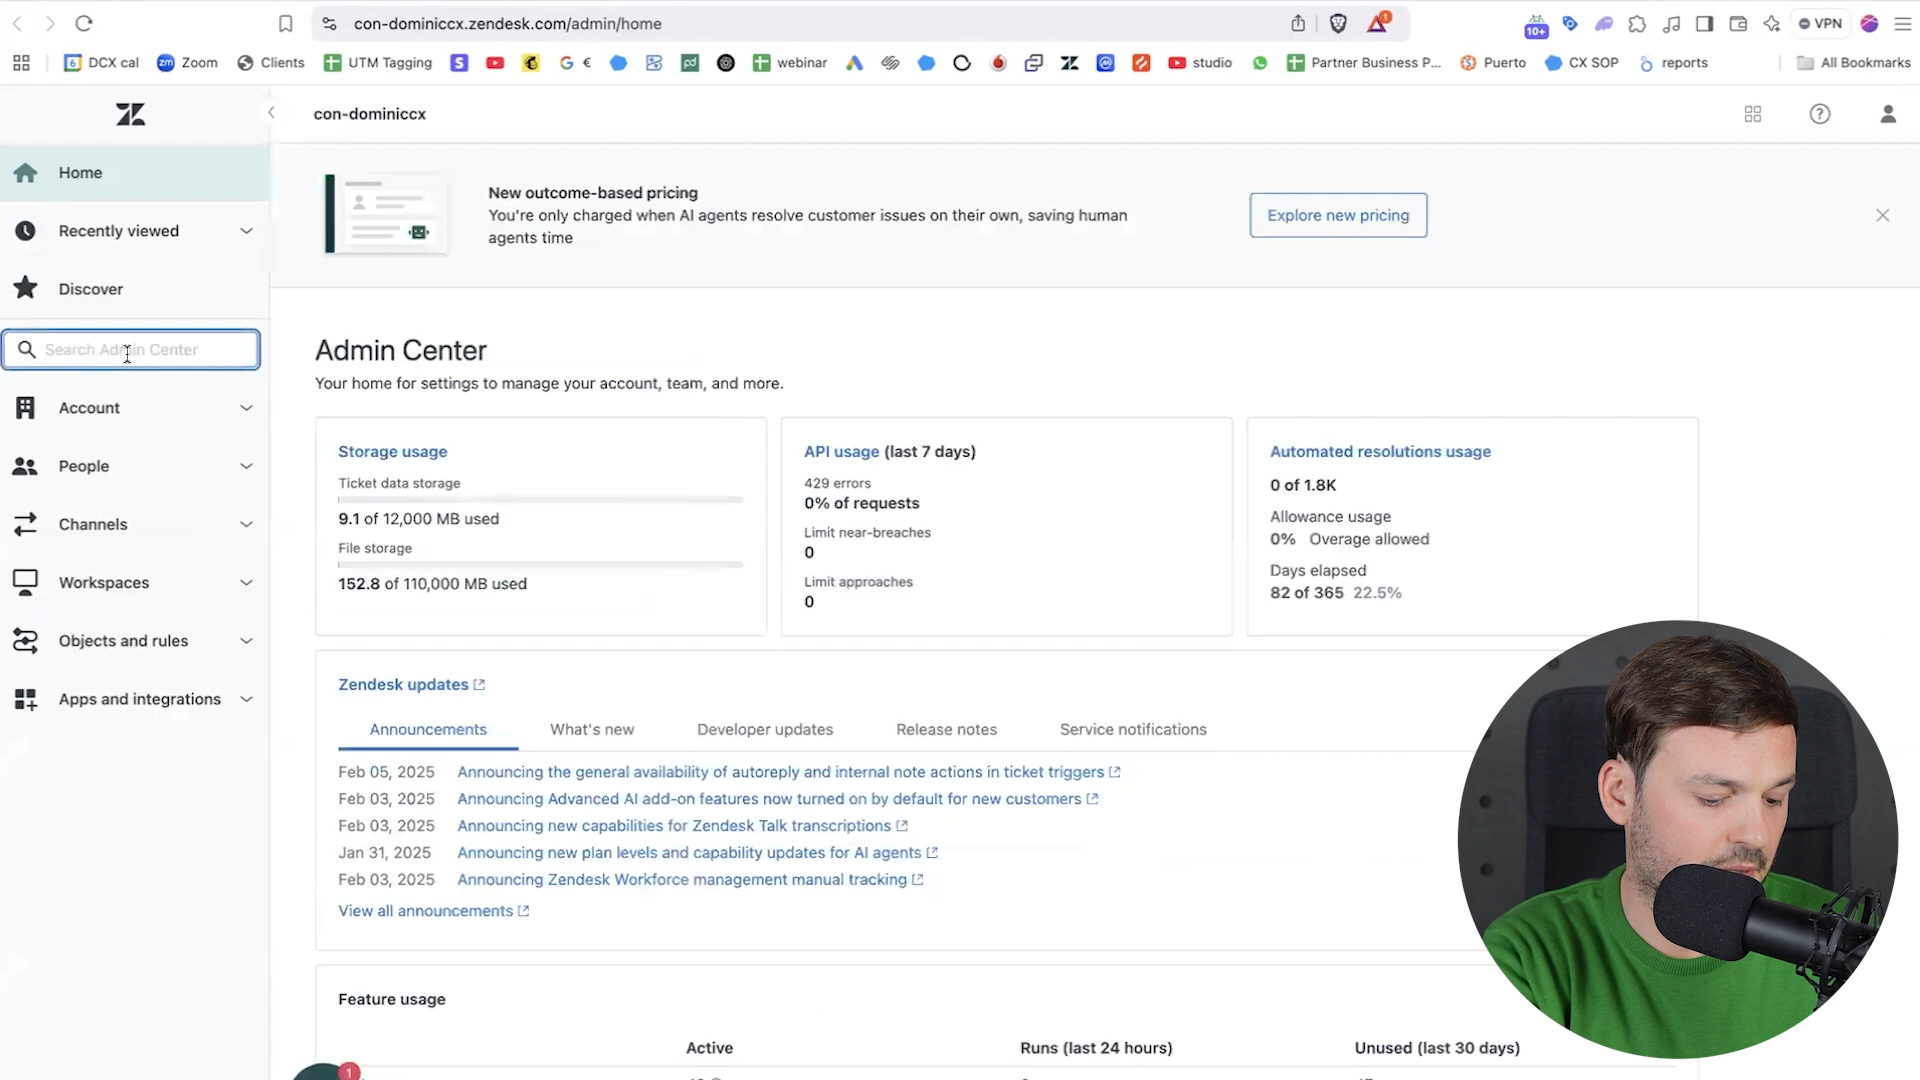 con-dominiccx.zendesk.com/admin/home
10+
1
VPN
DCX cal
Zoom
Clients
UTM Tagging
€
webinar
studio
Partner Business P...
Puerto
CX SOP
reports
All Bookmarks
con-dominiccx
Home
Recently viewed
Discover
Search Admin Center
Account
People
Channels
Workspaces
Objects and rules
Apps and integrations
New outcome-based pricing
You're only charged when AI agents resolve customer issues on their own, saving human
agents time
Explore new pricing
Admin Center
Your home for settings to manage your account, team, and more.
Storage usage
Ticket data storage
9.1 of 12,000 MB used
File storage
152.8 of 110,000 MB used
API usage (last 7 days)
429 errors
0% of requests
Limit near-breaches
0
Limit approaches
0
Automated resolutions usage
0 of 1.8K
Allowance usage
0% Overage allowed
Days elapsed
82 of 365 22.5%
Zendesk updates
Announcements What's new Developer updates Release notes Service notifications
Feb 05, 2025 Announcing the general availability of autoreply and internal note actions in ticket triggers
Feb 03, 2025 Announcing Advanced AI add-on features now turned on by default for new customers
Feb 03, 2025 Announcing new capabilities for Zendesk Talk transcriptions
Jan 31, 2025 Announcing new plan levels and capability updates for AI agents
Feb 03, 2025 Announcing Zendesk Workforce management manual tracking
View all announcements
Feature usage
Active Runs (last 24 hours) Unused (last 30 days)
1